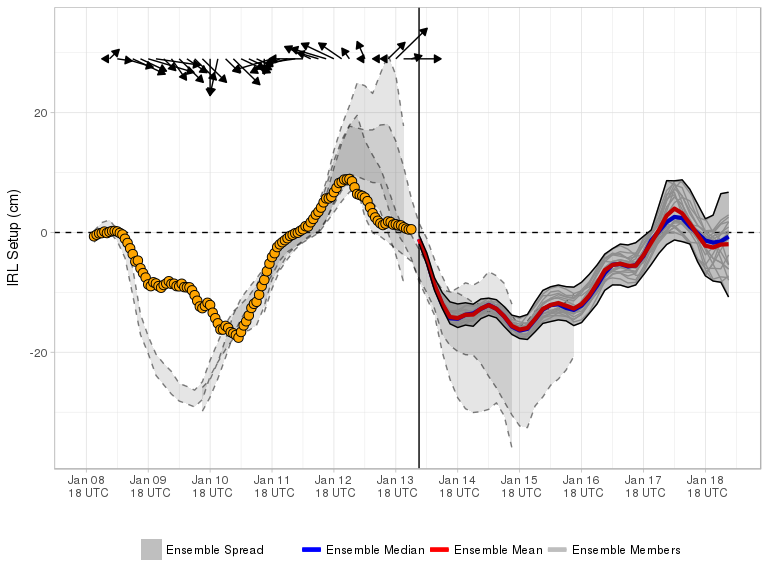 IRL Setup (cm)
20
0
-20
Jan 08 Jan 09 Jan 10 Jan 11 Jan 12 Jan 13 Jan 14 Jan 15 Jan 16 Jan 17 Jan 18
18 UTC 18 UTC 18 UTC 18 UTC 18 UTC 18 UTC 18 UTC 18 UTC 18 UTC 18 UTC 18 UTC
Ensemble Spread Ensemble Median Ensemble Mean Ensemble Members